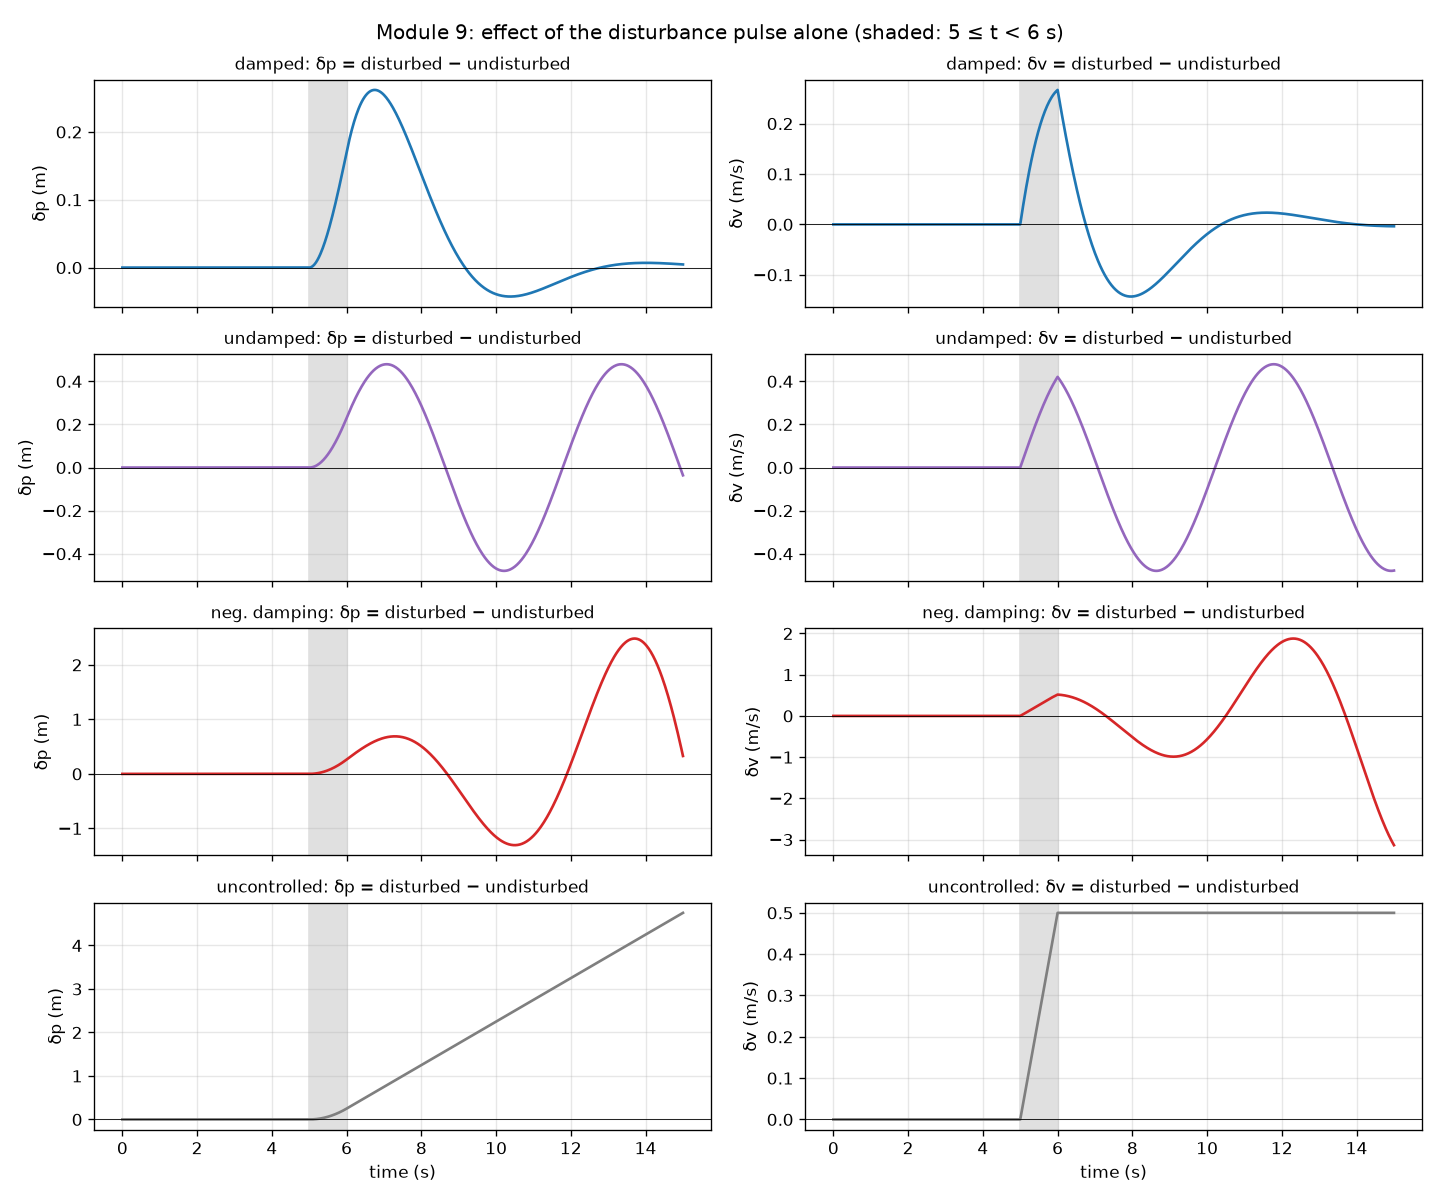 Module 9: effect of the disturbance pulse alone (shaded: 5 ≤ t < 6 s)
damped: δp = disturbed − undisturbed
damped: δv = disturbed − undisturbed
δp (m)
0.2
0.1
0.0
δv (m/s)
0.2
0.1
0.0
−0.1
undamped: δp = disturbed − undisturbed
undamped: δv = disturbed − undisturbed
δp (m)
0.4
0.2
0.0
−0.2
−0.4
δv (m/s)
0.4
0.2
0.0
−0.2
−0.4
neg. damping: δp = disturbed − undisturbed
neg. damping: δv = disturbed − undisturbed
δp (m)
2
1
0
−1
δv (m/s)
2
1
0
−1
−2
−3
uncontrolled: δp = disturbed − undisturbed
uncontrolled: δv = disturbed − undisturbed
δp (m)
4
3
2
1
0
δv (m/s)
0.5
0.4
0.3
0.2
0.1
0.0
0 2 4 6 8 10 12 14
0 2 4 6 8 10 12 14
time (s)
time (s)